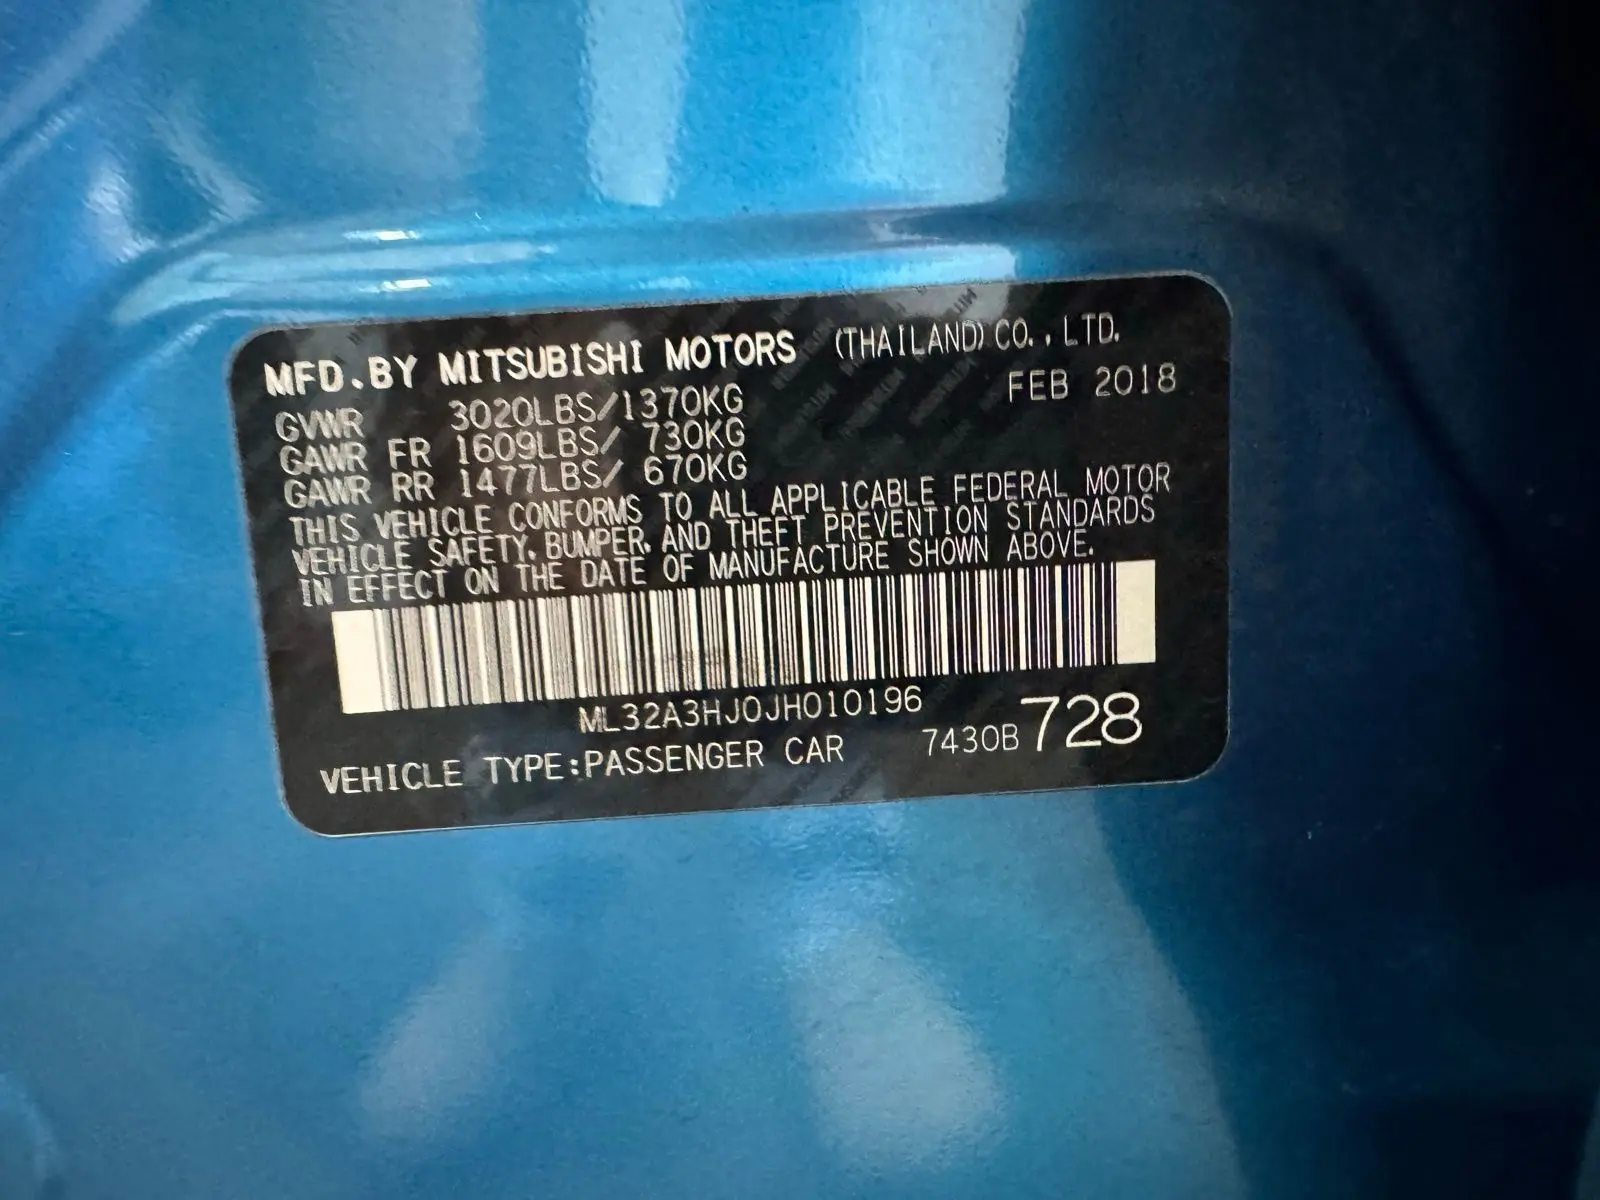 MFD.BY MITSUBISHI MOTORS (THAILAND) CO.,LTD.
FEB 2018
GVWR 3020LBS/1370KG
GAWR FR 1609LBS/ 730KG
GAWR RR 1477LBS/ 670KG
THIS VEHICLE CONFORMS TO ALL APPLICABLE FEDERAL MOTOR
VEHICLE SAFETY, BUMPER, AND THEFT PREVENTION STANDARDS
IN EFFECT ON THE DATE OF MANUFACTURE SHOWN ABOVE.
ML32A3HJ0JH010196
VEHICLE TYPE:PASSENGER CAR 7430B 728